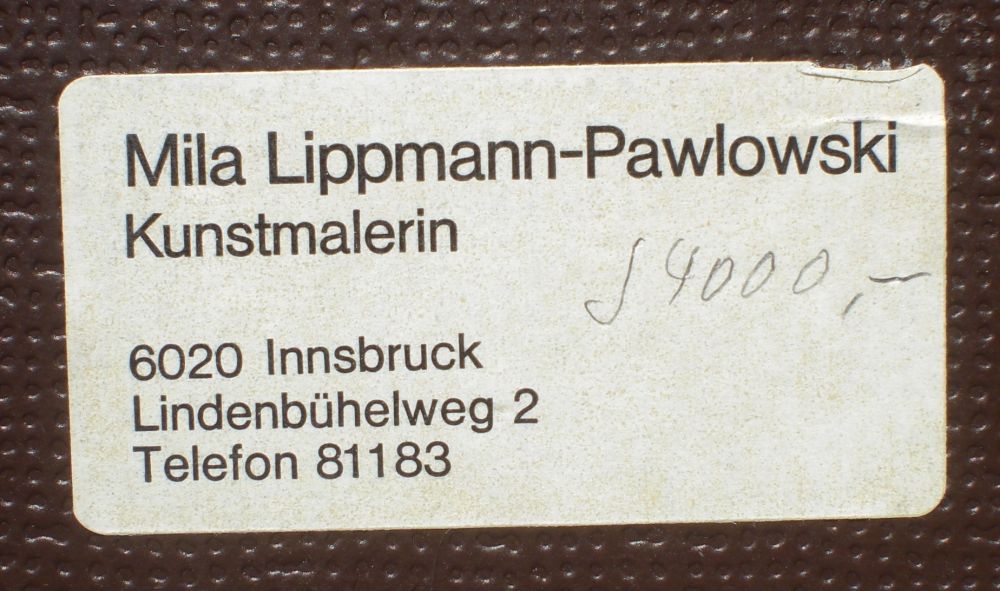 Mila Lippmann-Pawlowski
Kunstmalerin
S 4000,-
6020 Innsbruck
Lindenbühelweg 2
Telefon 81183